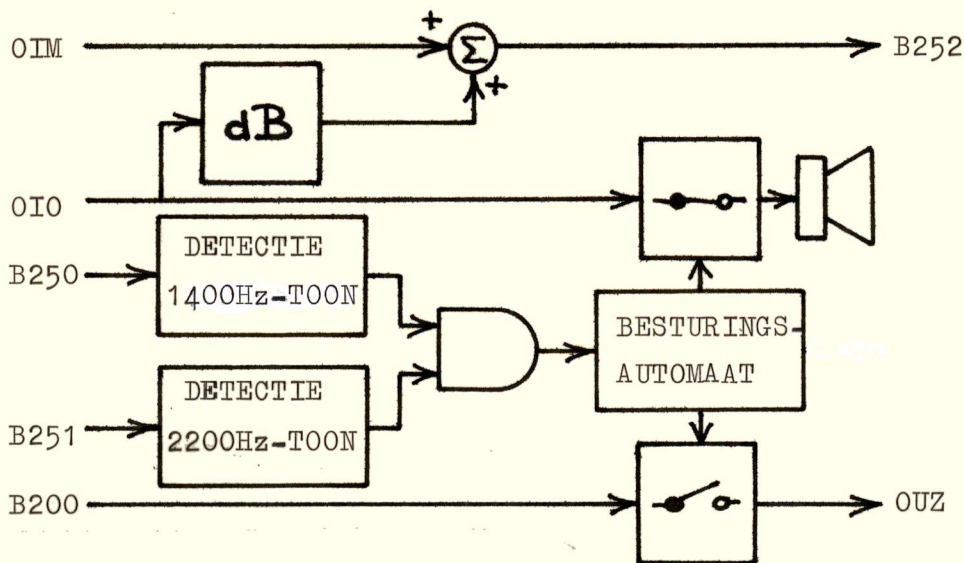 OIM
+
Σ
+
B252
dB
OIO
DETECTIE
1400Hz-TOON
B250
BESTURINGS-
AUTOMAAT
DETECTIE
2200Hz-TOON
B251
B200
OUZ